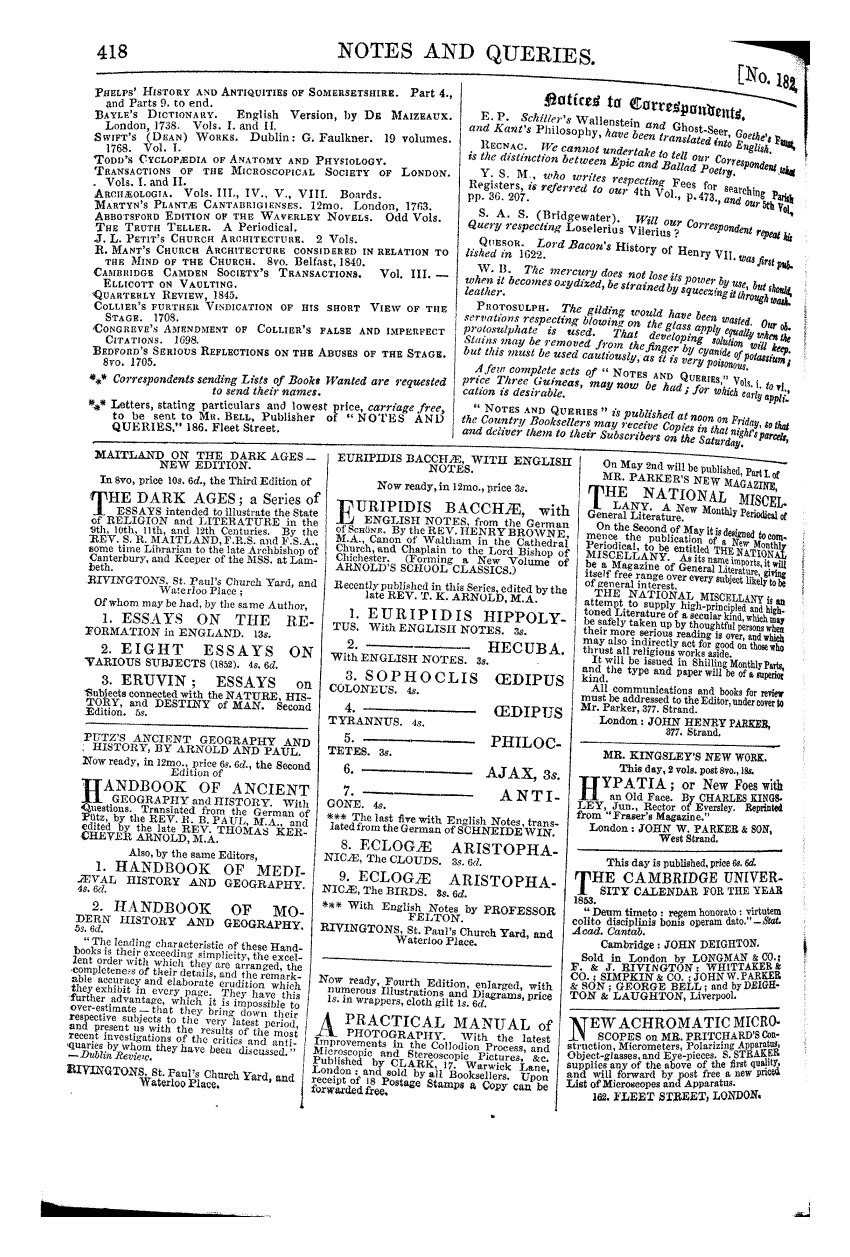 418
NOTES AND QUERIES.
[No. 182.
PHELPS' HISTORY AND ANTIQUITIES OF SOMERSETSHIRE. Part 4.,
and Parts 9. to end.
BAYLE'S DICTIONARY. English Version, by DE MAIZEAUX.
London, 1738. Vols. I. and II.
SWIFT'S (DEAN) WORKS. Dublin: G. Faulkner. 19 volumes.
1768. Vol. I.
TODD'S CYCLOPÆDIA OF ANATOMY AND PHYSIOLOGY.
TRANSACTIONS OF THE MICROSCOPICAL SOCIETY OF LONDON.
Vols. I. and II.
ARCHÆOLOGIA. Vols. III., IV., V., VIII. Boards.
MARTYN'S PLANTÆ CANTABRIGIENSES. 12mo. London, 1763.
ABBOTSFORD EDITION OF THE WAVERLEY NOVELS. Odd Vols.
THE TRUTH TELLER. A Periodical.
J. L. PETIT'S CHURCH ARCHITECTURE. 2 Vols.
R. MANT'S CHURCH ARCHITECTURE CONSIDERED IN RELATION TO
THE MIND OF THE CHURCH. 8vo. Belfast, 1840.
CAMBRIDGE CAMDEN SOCIETY'S TRANSACTIONS. Vol. III. —
ELLICOTT ON VAULTING.
QUARTERLY REVIEW, 1845.
COLLIER'S FURTHER VINDICATION OF HIS SHORT VIEW OF THE
STAGE. 1708.
CONGREVE'S AMENDMENT OF COLLIER'S FALSE AND IMPERFECT
CITATIONS. 1698.
BEDFORD'S SERIOUS REFLECTIONS ON THE ABUSES OF THE STAGE.
8vo. 1705.
*** Correspondents sending Lists of Books Wanted are requested
to send their names.
*** Letters, stating particulars and lowest price, carriage free,
to be sent to MR. BELL, Publisher of "NOTES AND
QUERIES," 186. Fleet Street.
Notices to Correspondents.
E. P. Schiller's Wallenstein and Ghost-Seer, Goethe's Faust,
and Kant's Philosophy, have been translated into English.
RECNAC. We cannot undertake to tell our Correspondent what
is the distinction between Epic and Ballad Poetry.
Y. S. M., who writes respecting Fees for searching Parish
Registers, is referred to our 4th Vol., p. 473., and our 5th Vol.,
pp. 36. 207.
S. A. S. (Bridgewater). Will our Correspondent repeat his
Query respecting Loselerius Vilerius?
QUESOR. Lord Bacon's History of Henry VII. was first pub-
lished in 1622.
W. B. The mercury does not lose its power by use, but should,
when it becomes oxydized, be strained by squeezing it through wash-
leather.
PROTOSULPH. The gilding would have been wasted. Our ob-
servations respecting blowing on the glass apply equally when the
protosulphate is used. That developing solution will keep.
Stains may be removed from the finger by cyanide of potassium;
but this must be used cautiously, as it is very poisonous.
A few complete sets of "NOTES AND QUERIES," Vols. i. to vi.,
price Three Guineas, may now be had; for which early appli-
cation is desirable.
"NOTES AND QUERIES" is published at noon on Friday, so that
the Country Booksellers may receive Copies in that night's parcels,
and deliver them to their Subscribers on the Saturday.
MAITLAND ON THE DARK AGES —
NEW EDITION.
In 8vo, price 10s. 6d., the Third Edition of
THE DARK AGES; a Series of
ESSAYS intended to illustrate the State
of RELIGION and LITERATURE in the
9th, 10th, 11th, and 12th Centuries. By the
REV. S. R. MAITLAND, F.R.S. and F.S.A.,
some time Librarian to the late Archbishop of
Canterbury, and Keeper of the MSS. at Lam-
beth.
RIVINGTONS, St. Paul's Church Yard, and
Waterloo Place;
Of whom may be had, by the same Author,
1. ESSAYS ON THE RE-
FORMATION in ENGLAND. 13s.
2. EIGHT ESSAYS ON
VARIOUS SUBJECTS (1852). 4s. 6d.
3. ERUVIN; ESSAYS on
Subjects connected with the NATURE, HIS-
TORY, and DESTINY of MAN. Second
Edition. 5s.
PUTZ'S ANCIENT GEOGRAPHY AND
HISTORY, BY ARNOLD AND PAUL.
Now ready, in 12mo., price 6s. 6d., the Second
Edition of
HANDBOOK OF ANCIENT
GEOGRAPHY and HISTORY. With
Questions. Translated from the German of
Pütz, by the REV. R. B. PAUL, M.A., and
edited by the late REV. THOMAS KER-
CHEVER ARNOLD, M.A.
Also, by the same Editors,
1. HANDBOOK OF MEDI-
ÆVAL HISTORY AND GEOGRAPHY.
4s. 6d.
2. HANDBOOK OF MO-
DERN HISTORY AND GEOGRAPHY.
5s. 6d.
"The leading characteristic of these Hand-
books is their exceeding simplicity, the excel-
lent order with which they are arranged, the
completeness of their details, and the remark-
able accuracy and elaborate erudition which
they exhibit in every page. They have this
further advantage, which it is impossible to
over-estimate — that they bring down their
respective subjects to the very latest period,
and present us with the results of the most
recent investigations of the critics and anti-
quaries by whom they have been discussed."
—Dublin Review.
RIVINGTONS, St. Paul's Church Yard, and
Waterloo Place.
EURIPIDIS BACCHÆ, WITH ENGLISH
NOTES.
Now ready, in 12mo., price 3s.
EURIPIDIS BACCHÆ, with
ENGLISH NOTES, from the German
of SCHÖNE. By the REV. HENRY BROWNE,
M.A., Canon of Waltham in the Cathedral
Church, and Chaplain to the Lord Bishop of
Chichester. (Forming a New Volume of
ARNOLD'S SCHOOL CLASSICS.)
Recently published in this Series, edited by the
late REV. T. K. ARNOLD, M.A.
1. EURIPIDIS HIPPOLY-
TUS. With ENGLISH NOTES. 3s.
2. ——— HECUBA.
With ENGLISH NOTES. 3s.
3. SOPHOCLIS ŒDIPUS
COLONEUS. 4s.
4. ——— ŒDIPUS
TYRANNUS. 4s.
5. ——— PHILOC-
TETES. 3s.
6. ——— AJAX, 3s.
7. ——— ANTI-
GONE. 4s.
*** The last five with English Notes, trans-
lated from the German of SCHNEIDEWIN.
8. ECLOGÆ ARISTOPHA-
NICÆ, The CLOUDS. 3s. 6d.
9. ECLOGÆ ARISTOPHA-
NICÆ, The BIRDS. 3s. 6d.
*** With English Notes by PROFESSOR
FELTON.
RIVINGTONS, St. Paul's Church Yard, and
Waterloo Place.
Now ready, Fourth Edition, enlarged, with
numerous Illustrations and Diagrams, price
1s. in wrappers, cloth gilt 1s. 6d.
A PRACTICAL MANUAL of
PHOTOGRAPHY. With the latest
Improvements in the Collodion Process, and
Microscopic and Stereoscopic Pictures, &c.
Published by CLARK, 17. Warwick Lane,
London: and sold by all Booksellers. Upon
receipt of 18 Postage Stamps a Copy can be
forwarded free.
On May 2nd will be published, Part I. of
MR. PARKER'S NEW MAGAZINE,
THE NATIONAL MISCEL-
LANY. A New Monthly Periodical of
General Literature.
On the Second of May it is designed to com-
mence the publication of a New Monthly
Periodical, to be entitled THE NATIONAL
MISCELLANY. As its name imports, it will
be a Magazine of General Literature, giving
itself free range over every subject likely to be
of general interest.
THE NATIONAL MISCELLANY is an
attempt to supply high-principled and high-
toned Literature of a secular kind, which may
be safely taken up by thoughtful persons when
their more serious reading is over, and which
may also indirectly act for good on those who
thrust all religious works aside.
It will be issued in Shilling Monthly Parts,
and the type and paper will be of a superior
kind.
All communications and books for review
must be addressed to the Editor, under cover to
Mr. Parker, 377. Strand.
London: JOHN HENRY PARKER,
377. Strand.
MR. KINGSLEY'S NEW WORK.
This day, 2 vols. post 8vo., 18s.
HYPATIA; or New Foes with
an Old Face. By CHARLES KINGS-
LEY, Jun., Rector of Eversley. Reprinted
from "Fraser's Magazine."
London: JOHN W. PARKER & SON,
West Strand.
This day is published, price 6s. 6d.
THE CAMBRIDGE UNIVER-
SITY CALENDAR FOR THE YEAR
1853.
"Deum timeto: regem honorato: virtutem
colito disciplinis bonis operam dato."—Stat.
Acad. Cantab.
Cambridge: JOHN DEIGHTON.
Sold in London by LONGMAN & CO.;
F. & J. RIVINGTON; WHITTAKER &
CO.; SIMPKIN & CO.; JOHN W. PARKER
& SON; GEORGE BELL; and by DEIGH-
TON & LAUGHTON, Liverpool.
NEW ACHROMATIC MICRO-
SCOPES on MR. PRITCHARD'S Con-
struction, Micrometers, Polarizing Apparatus,
Object-glasses, and Eye-pieces. S. STRAKER
supplies any of the above of the first quality,
and will forward by post free a new priced
List of Microscopes and Apparatus.
162. FLEET STREET, LONDON.